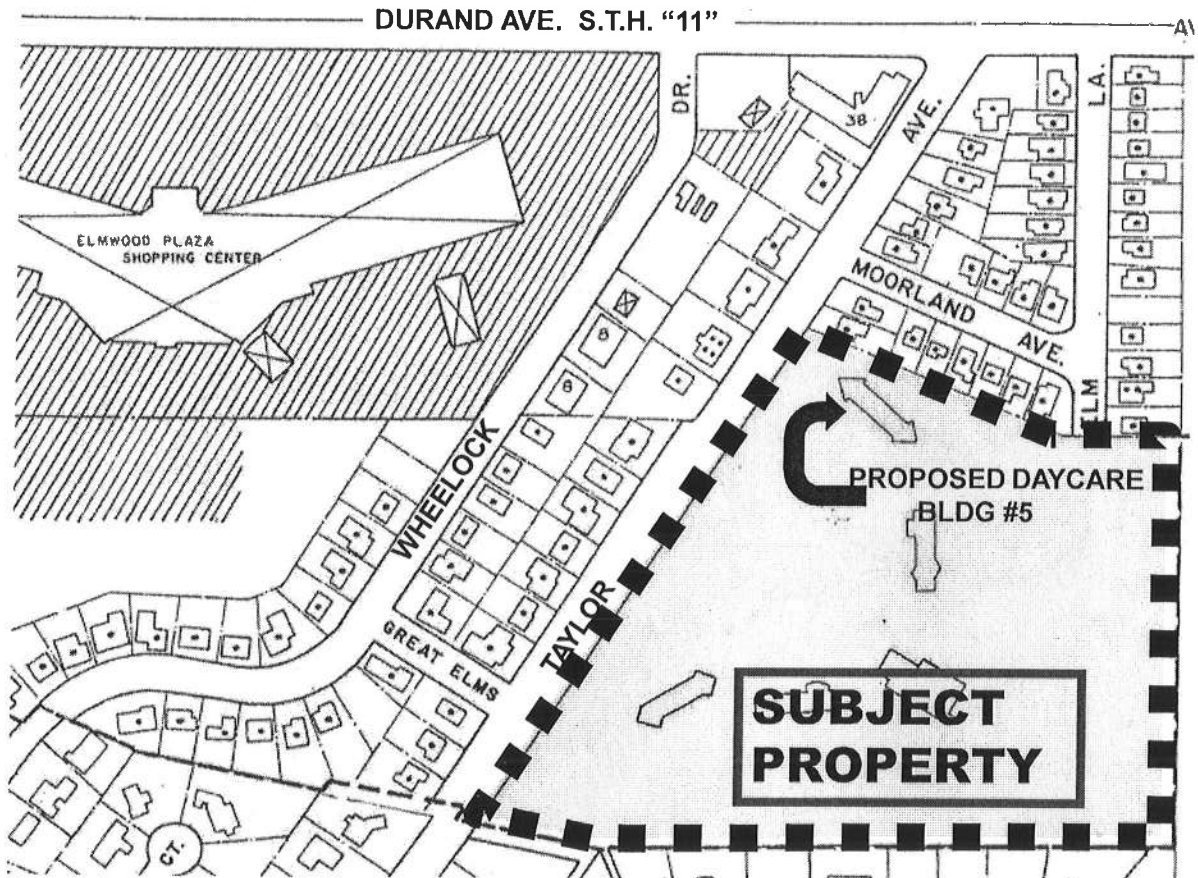 DURAND AVE. S.T.H. “11”
DR.
38
AVE.
LA.
ELMWOOD PLAZA
SHOPPING CENTER
MOORLAND
AVE.
8
8
ELM
WHEELOCK
PROPOSED DAYCARE
BLDG #5
TAYLOR
GREAT ELMS
SUBJECT
PROPERTY
CT.